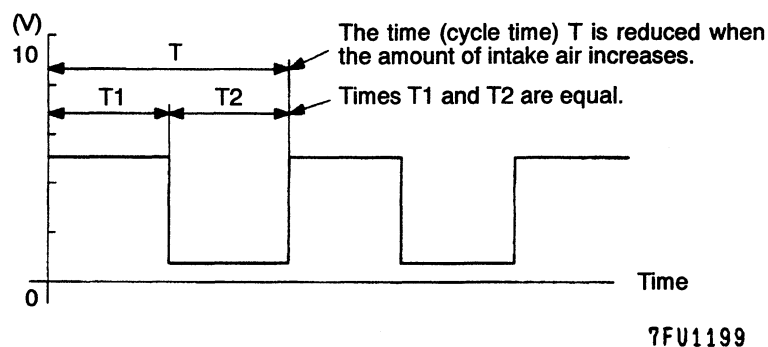 (V)
10
T
The time (cycle time) T is reduced when
the amount of intake air increases.
T1
T2
Times T1 and T2 are equal.
Time
0
7FU1199